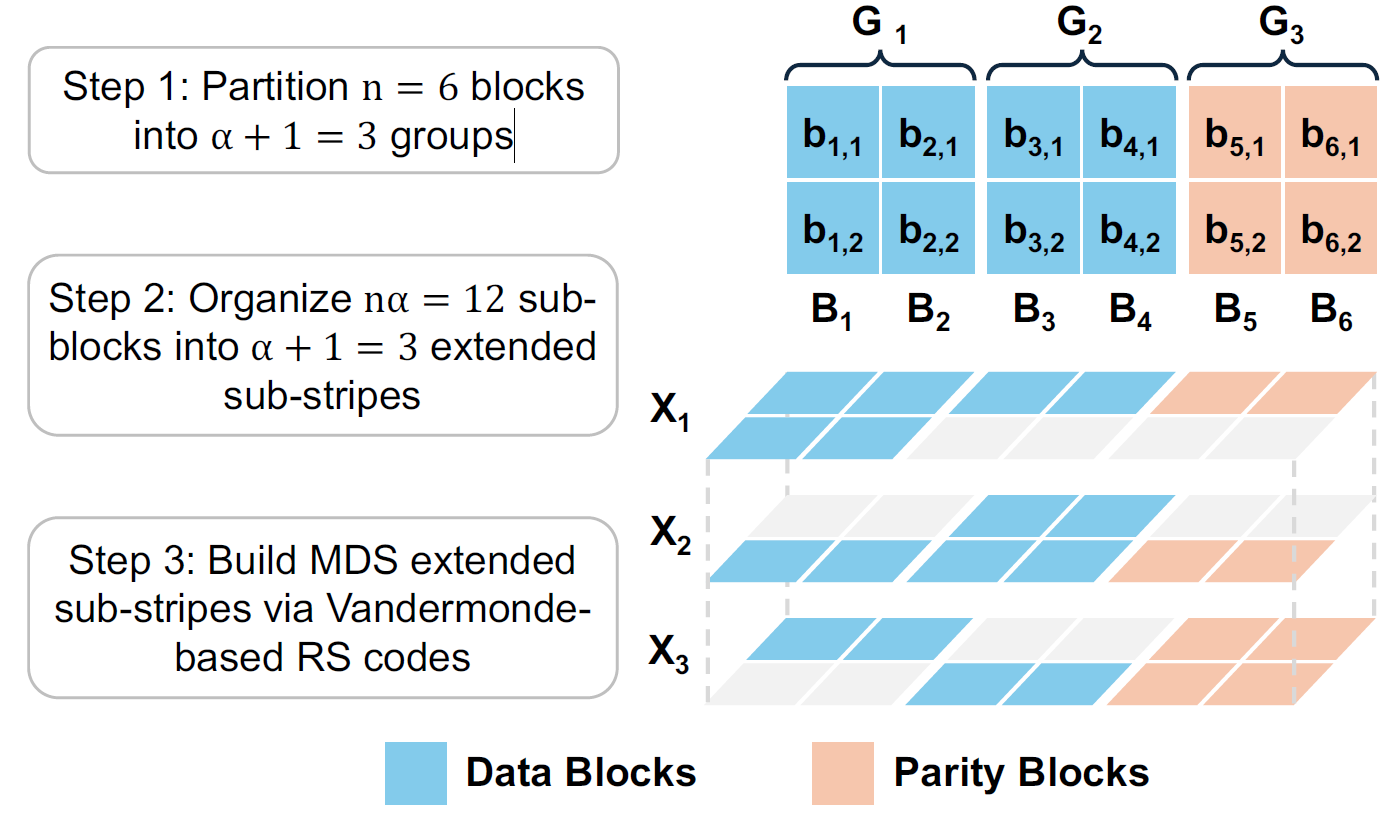 Step 1: Partition n = 6 blocks
into α + 1 = 3 groups
Step 2: Organize nα = 12 sub-
blocks into α + 1 = 3 extended
sub-stripes
Step 3: Build MDS extended
sub-stripes via Vandermonde-
based RS codes
G 1 G2 G3
b1,1 b2,1 b3,1 b4,1 b5,1 b6,1
b1,2 b2,2 b3,2 b4,2 b5,2 b6,2
B1 B2 B3 B4 B5 B6
X1
X2
X3
Data Blocks Parity Blocks